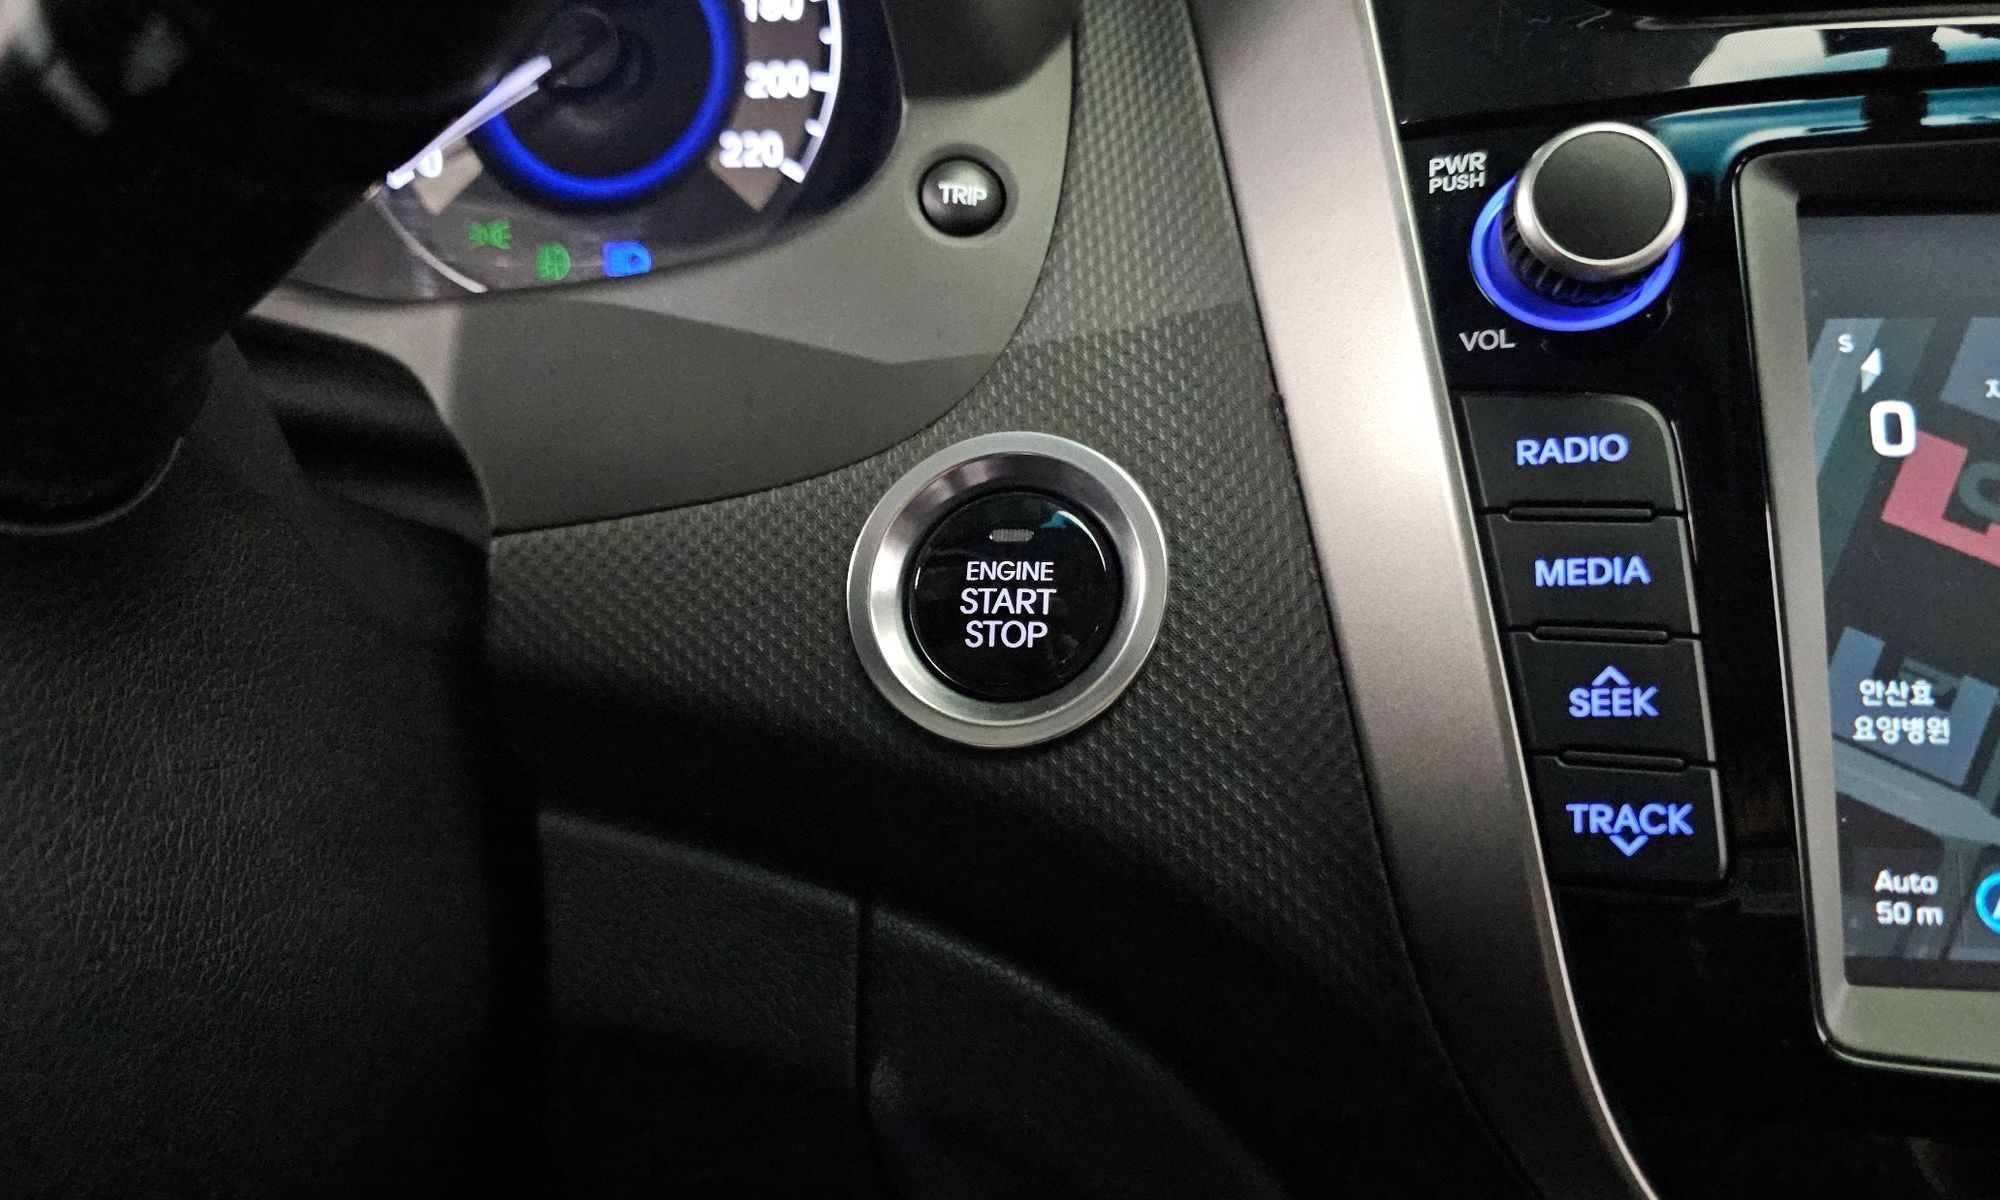 180
200
220
TRIP
PWR
PUSH
VOL
ENGINE
START
STOP
RADIO
MEDIA
SEEK
TRACK
S
0
안산효
요양병원
Auto
50 m